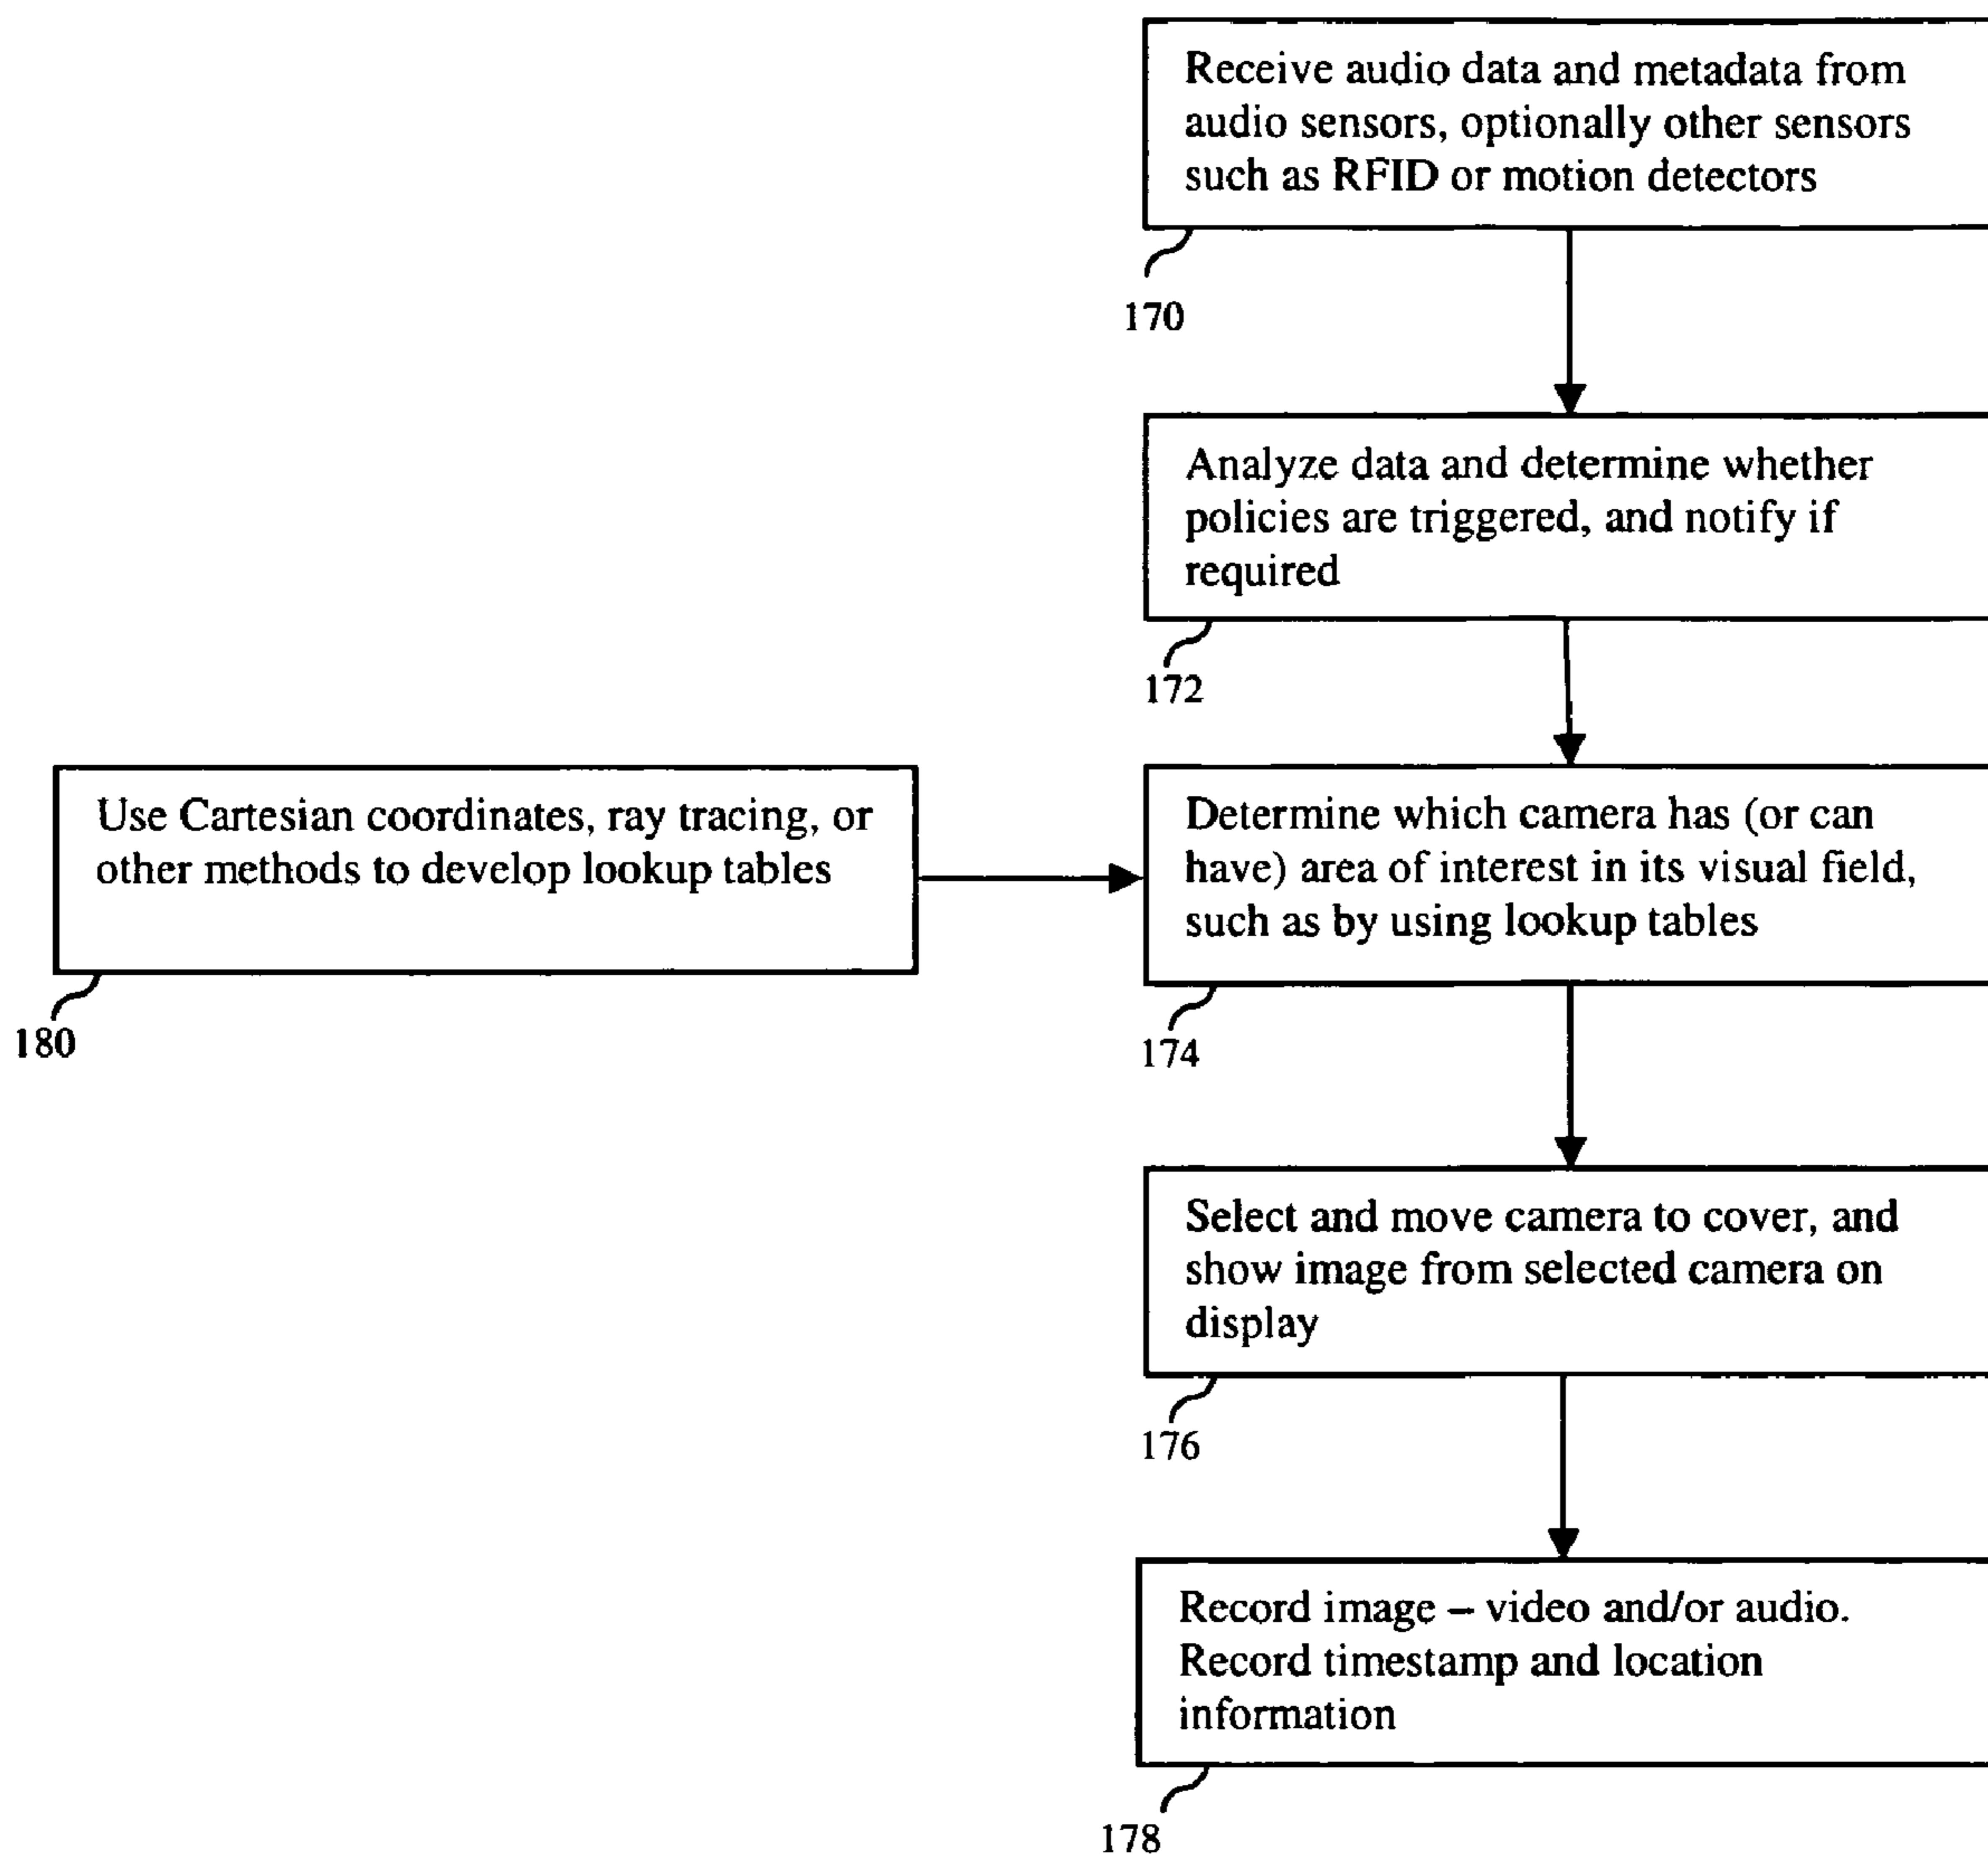 Receive audio data and metadata from
audio sensors, optionally other sensors
such as RFID or motion detectors
170
Analyze data and determine whether
policies are triggered, and notify if
required
172
Use Cartesian coordinates, ray tracing, or
other methods to develop lookup tables
180
Determine which camera has (or can
have) area of interest in its visual field,
such as by using lookup tables
174
Select and move camera to cover, and
show image from selected camera on
display
176
Record image – video and/or audio.
Record timestamp and location
information
178